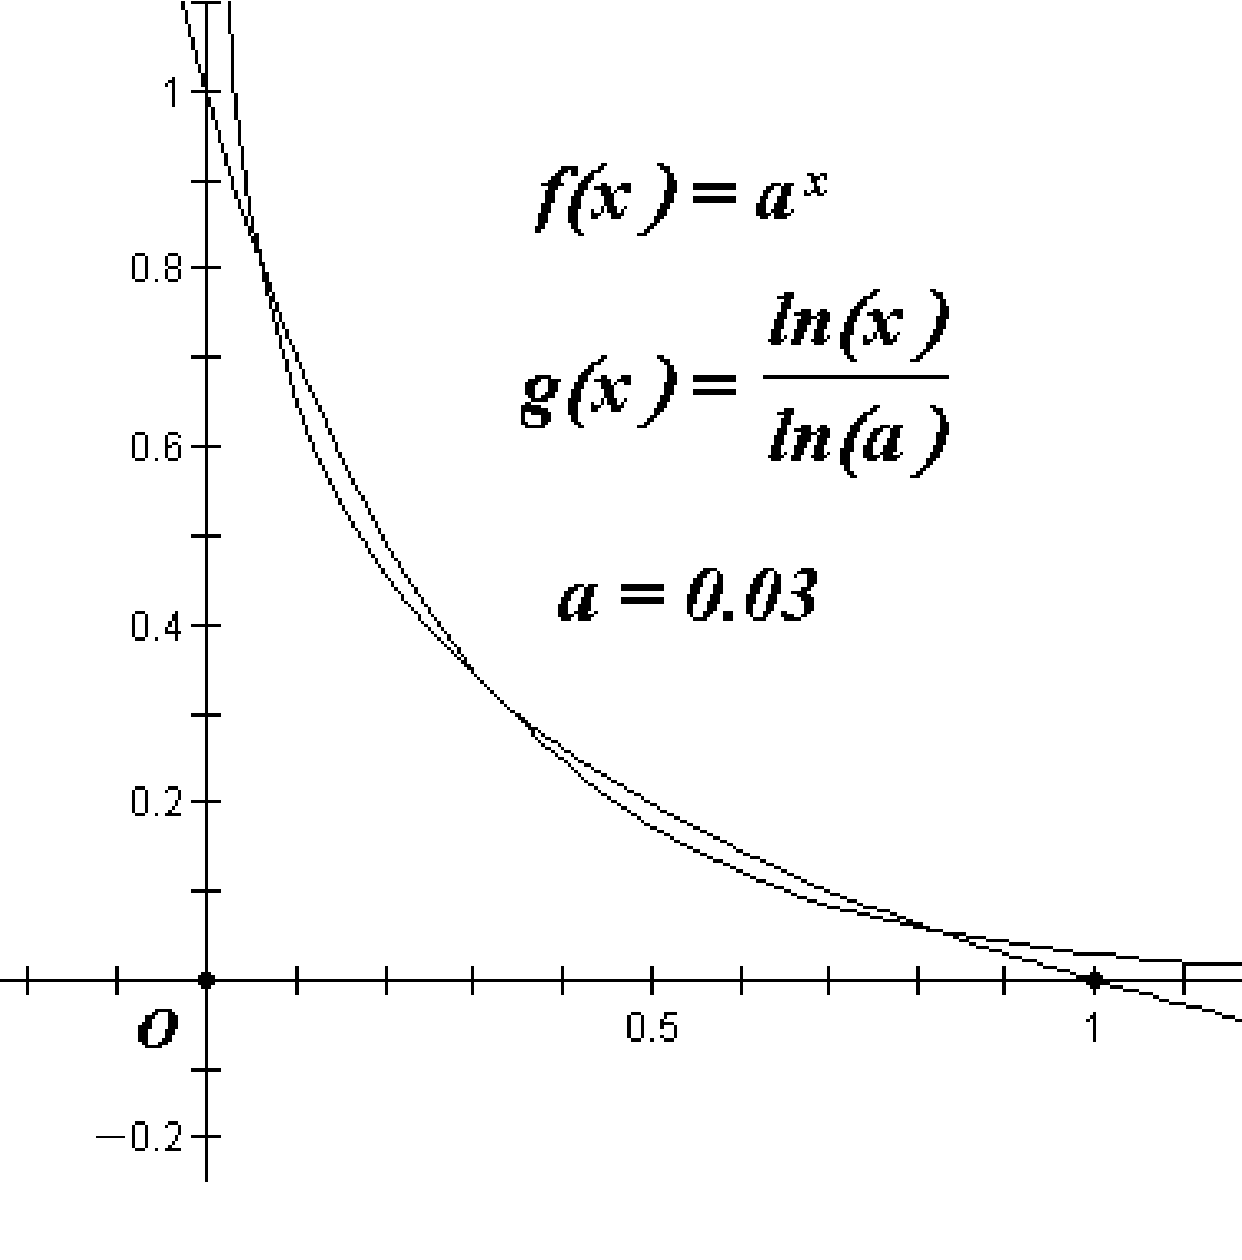 1
f(x) = a^x
0.8
g(x) = ln(x) / ln(a)
0.6
a = 0.03
0.4
0.2
O 0.5 1
−0.2